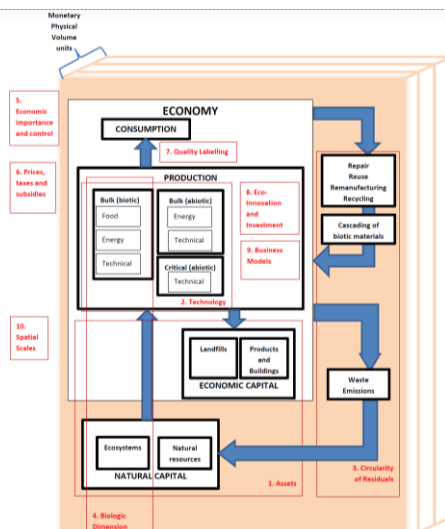 Monetary
Physical
Volume
units
5.
Economic
importance
and control
ECONOMY
CONSUMPTION
7. Quality Labelling
6. Prices,
taxes and
subsidies
PRODUCTION
Bulk (biotic)
Food
Energy
Technical
Bulk (abiotic)
Energy
Technical
Critical (abiotic)
Technical
2. Technology
8. Eco-
Innovation
and
Investment
9. Business
Models
Repair
Reuse
Remanufacturing
Recycling
Cascading of
biotic materials
10.
Spatial
Scales
Landfills
Products
and
Buildings
ECONOMIC CAPITAL
Waste
Emissions
Ecosystems
Natural
resources
NATURAL CAPITAL
1. Assets
3. Circularity
of Residuals
4. Biologic
Dimension